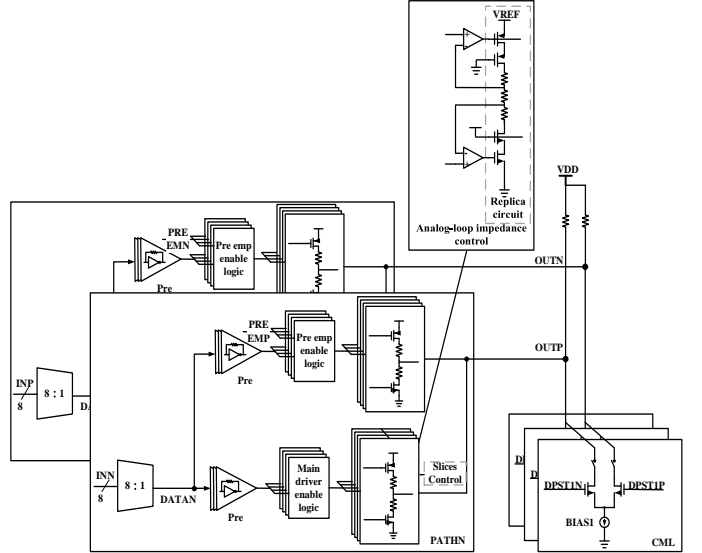 VREF
Replica
circuit
Analog-loop impedance
control
VDD
OUTN
OUTP
PRE
EMN
Pre emp
enable
logic
Pre
PRE
EMP
Pre emp
enable
logic
Pre
INP
8
8 : 1
INN
8
8 : 1
DATAN
Pre
Main
driver
enable
logic
Slices
Control
PATHN
DPST1N
DPST1P
BIAS1
CML